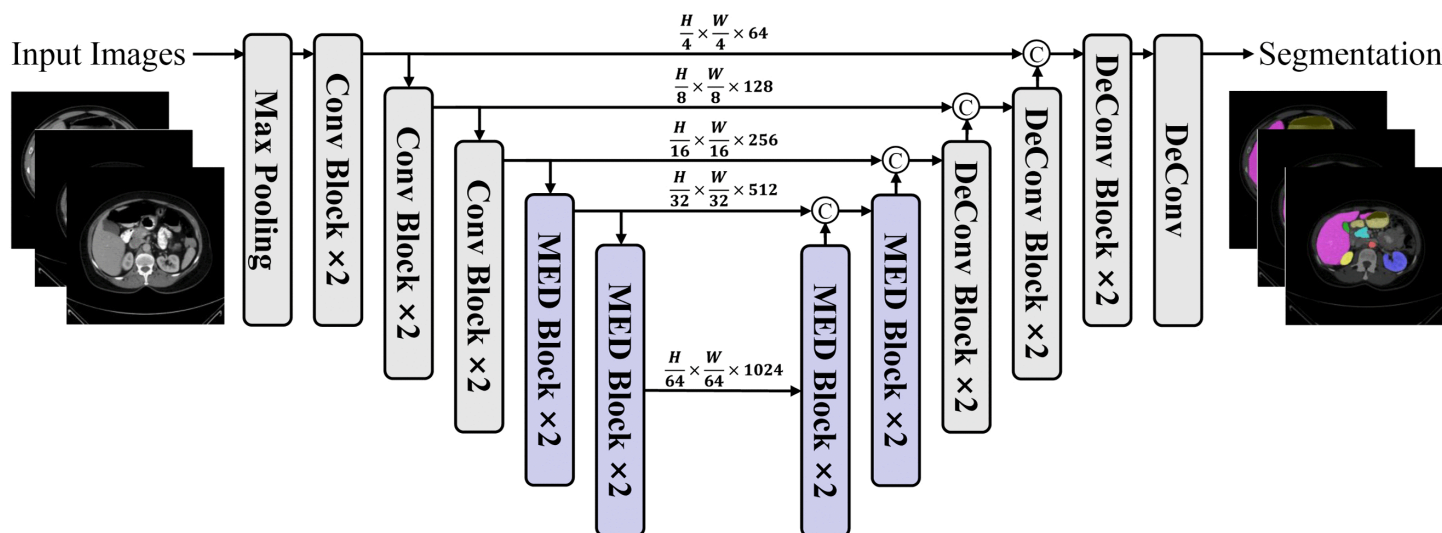 Input Images
Max Pooling
Conv Block ×2
Conv Block ×2
Conv Block ×2
MED Block ×2
MED Block ×2
H/4 × W/4 × 64
H/8 × W/8 × 128
H/16 × W/16 × 256
H/32 × W/32 × 512
H/64 × W/64 × 1024
C
C
C
C
MED Block ×2
MED Block ×2
DeConv Block ×2
DeConv Block ×2
DeConv Block ×2
DeConv
Segmentation